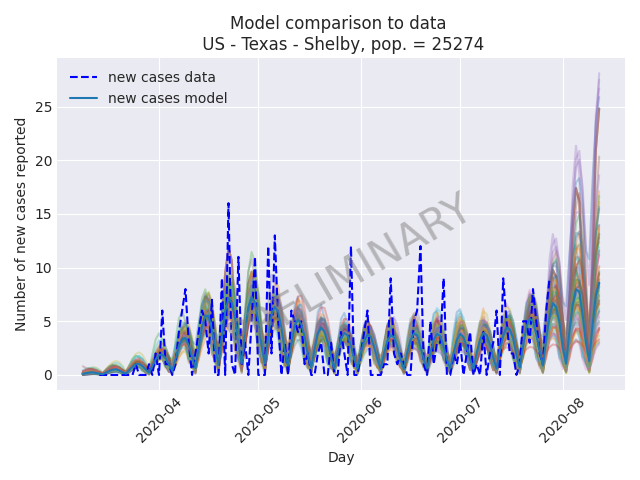 Model comparison to data
US - Texas - Shelby, pop. = 25274
new cases data
new cases model
PRELIMINARY
Number of new cases reported
25
20
15
10
5
0
2020-04
2020-05
2020-06
2020-07
2020-08
Day